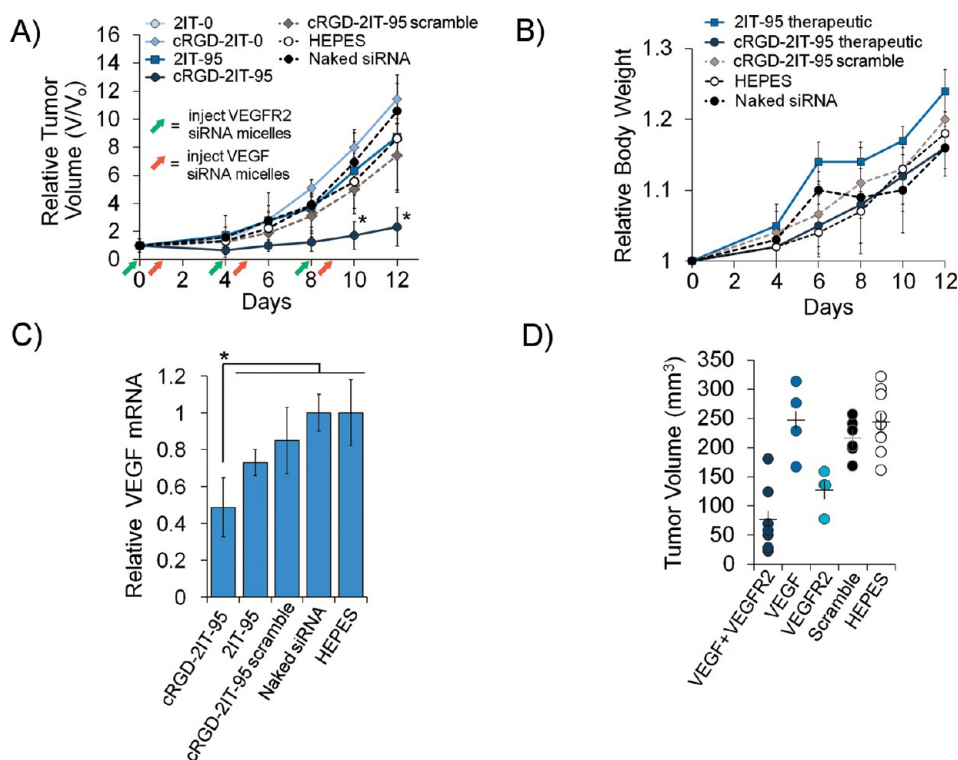 A)
2IT-0
cRGD-2IT-0
2IT-95
cRGD-2IT-95
cRGD-2IT-95 scramble
HEPES
Naked siRNA
= inject VEGFR2
siRNA micelles
= inject VEGF
siRNA micelles
Relative Tumor
Volume (V/Vo)
16
14
12
10
8
6
4
2
0
* *
0 2 4 6 8 10 12
Days
B)
2IT-95 therapeutic
cRGD-2IT-95 therapeutic
cRGD-2IT-95 scramble
HEPES
Naked siRNA
Relative Body Weight
1.3
1.2
1.1
1
0 2 4 6 8 10 12
Days
C)
*
Relative VEGF mRNA
1.2
1
0.8
0.6
0.4
0.2
0
cRGD-2IT-95
2IT-95
cRGD-2IT-95 scramble
Naked siRNA
HEPES
D)
Tumor Volume (mm³)
350
300
250
200
150
100
50
0
VEGF+VEGFR2
VEGF
VEGFR2
Scramble
HEPES